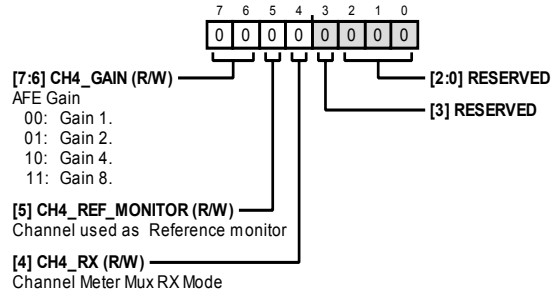 7 6 5 4 3 2 1 0
0 0 0 0 0 0 0 0
[7:6] CH4_GAIN (R/W)
AFE Gain
00: Gain 1.
01: Gain 2.
10: Gain 4.
11: Gain 8.
[5] CH4_REF_MONITOR (R/W)
Channel used as Reference monitor
[4] CH4_RX (R/W)
Channel Meter Mux RX Mode
[2:0] RESERVED
[3] RESERVED